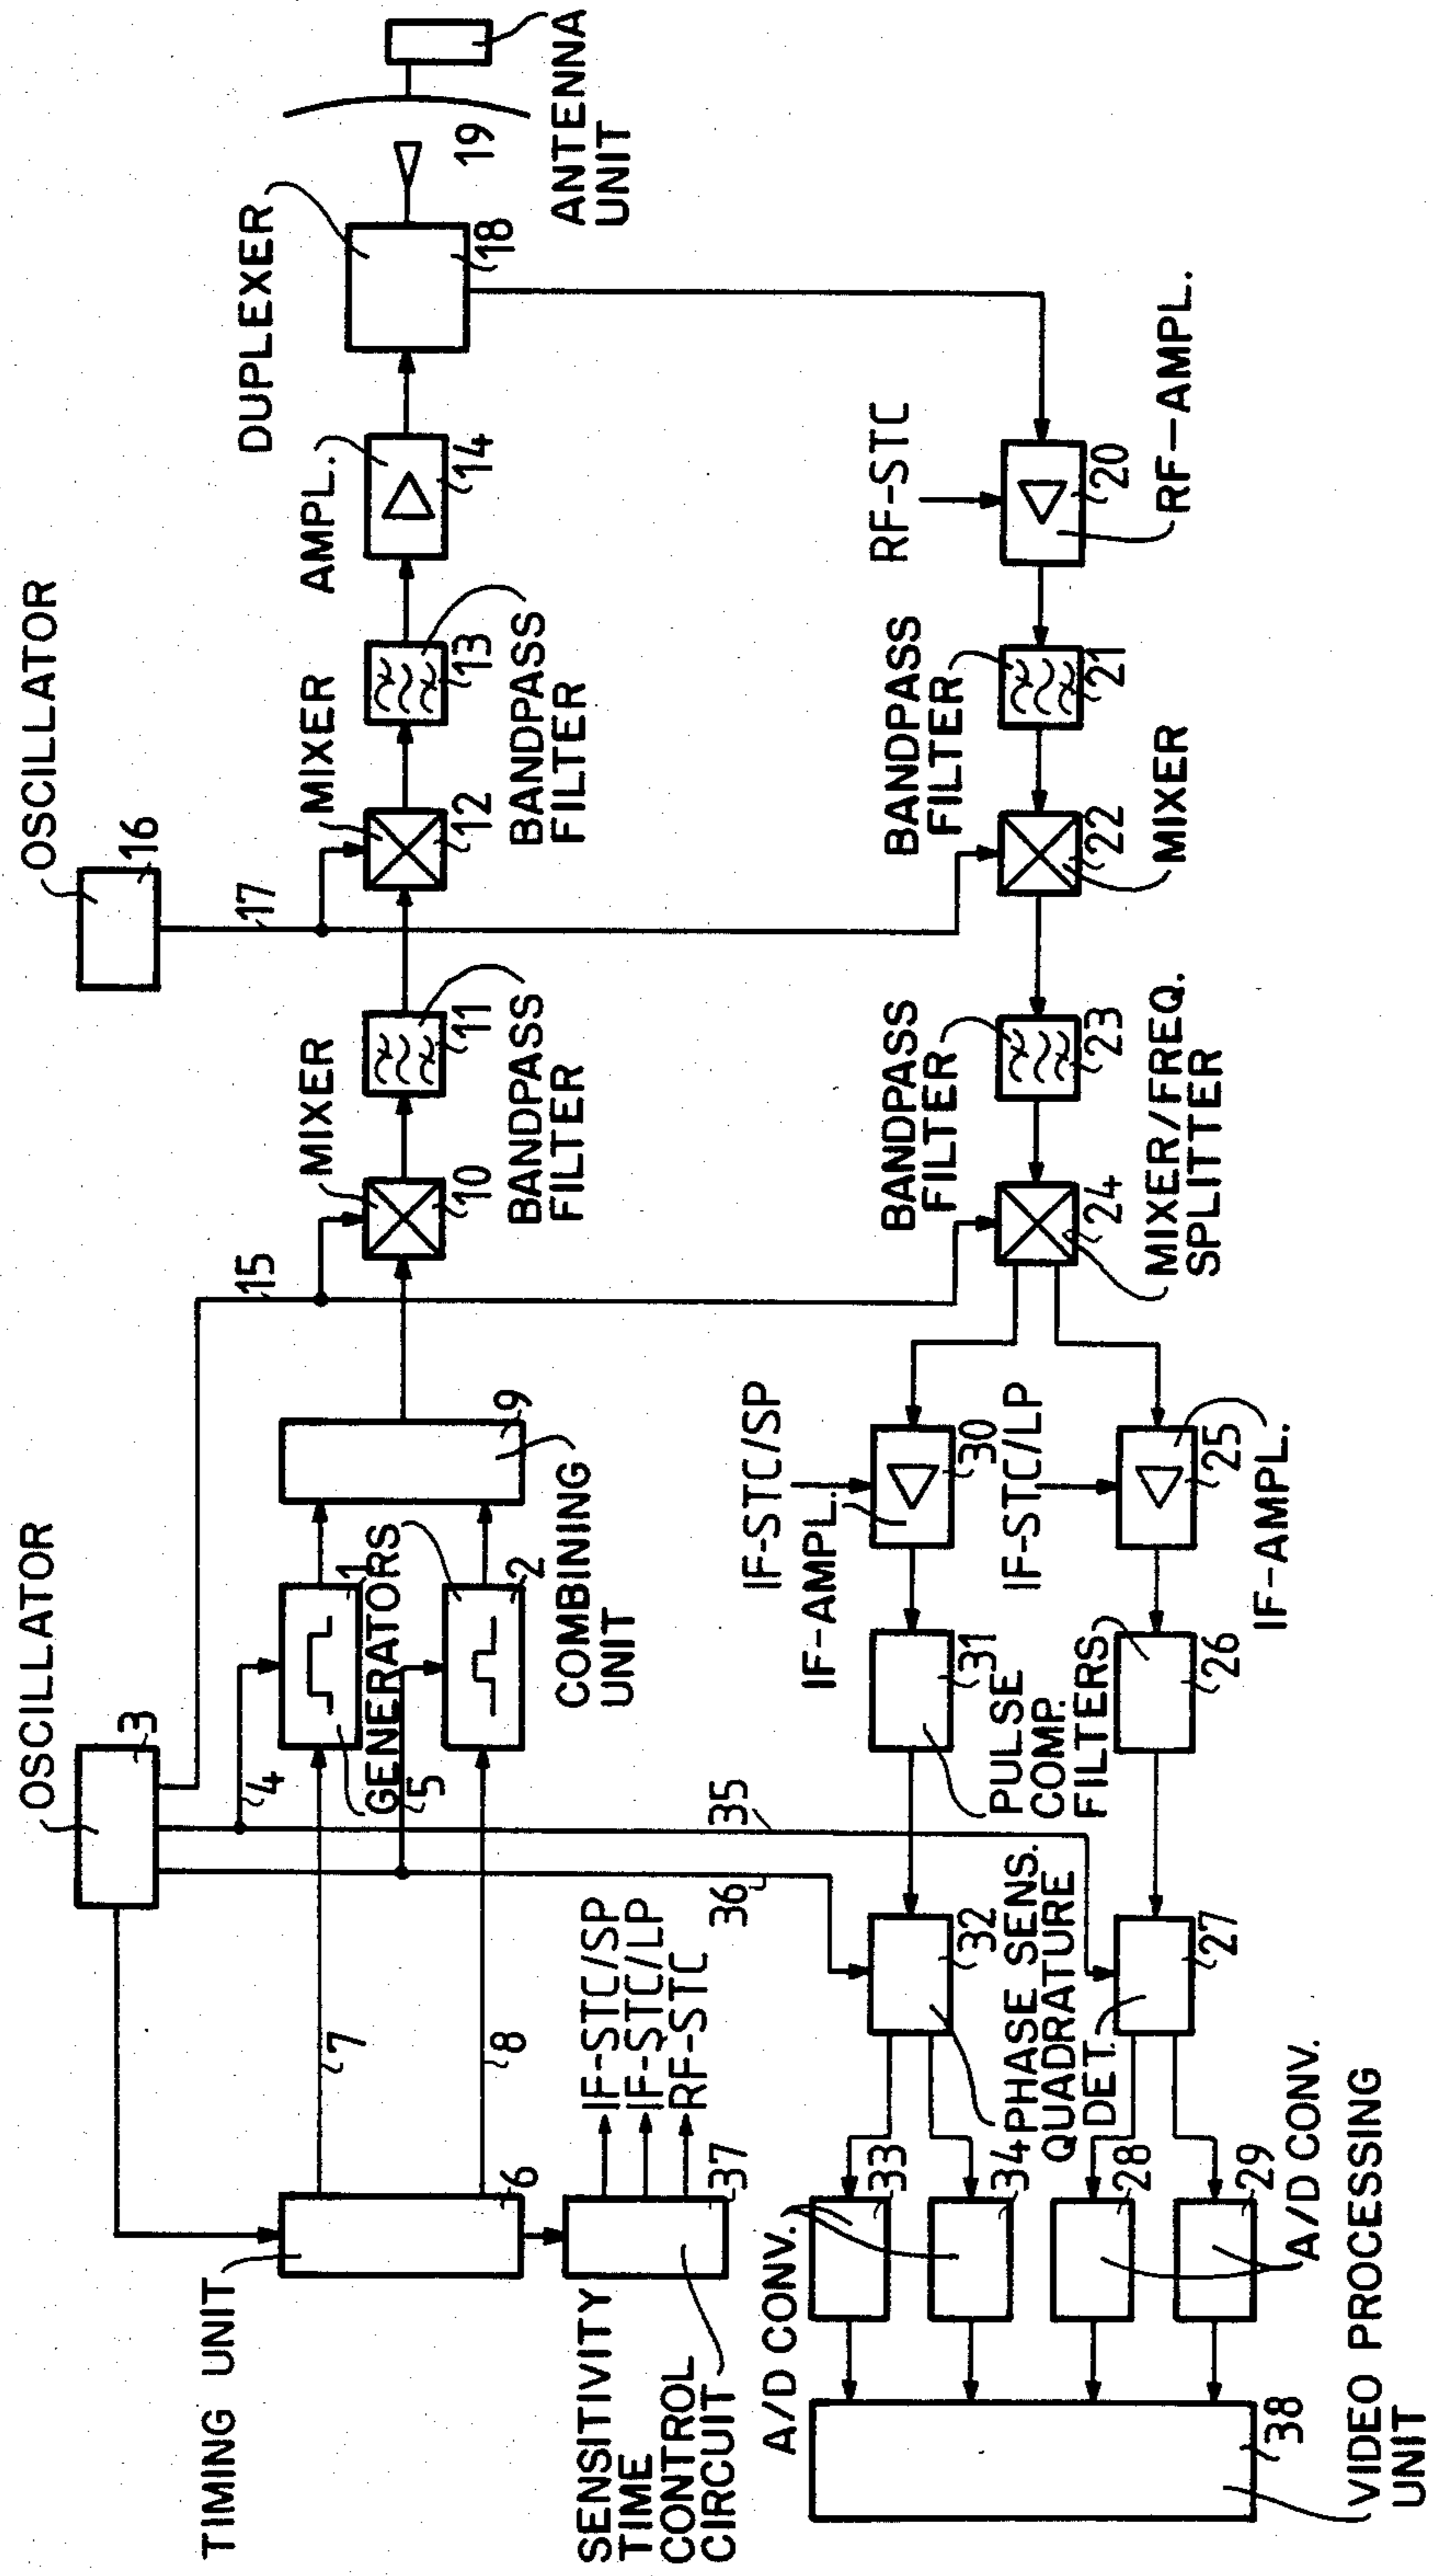 OSCILLATOR
3
OSCILLATOR
16
4
5
15
17
TIMING UNIT
6
7
8
1
GENERATORS
2
9
COMBINING
UNIT
MIXER
10
11
BANDPASS
FILTER
MIXER
12
13
BANDPASS
FILTER
AMPL.
14
DUPLEXER
18
19
ANTENNA
UNIT
SENSITIVITY
TIME
CONTROL
CIRCUIT
37
IF-STC/SP
IF-STC/LP
RF-STC
36
35
RF-STC
20
RF-AMPL.
BANDPASS
FILTER
21
22
MIXER
BANDPASS
FILTER
23
24
MIXER/FREQ.
SPLITTER
IF-STC/SP
IF-AMPL.
30
IF-STC/LP
25
IF-AMPL.
31
PULSE
COMP.
FILTERS
26
32
PHASE SENS.
QUADRATURE
DET.
27
A/D CONV.
33
34
28
29
A/D CONV.
38
VIDEO PROCESSING
UNIT